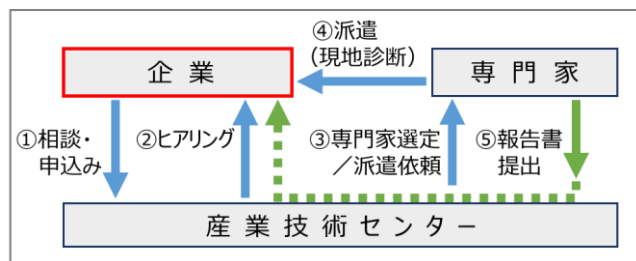 ④派遣
（現地診断）
企業
専門家
①相談・
申込み
②ヒアリング
③専門家選定
／派遣依頼
⑤報告書
提出
産業技術センター